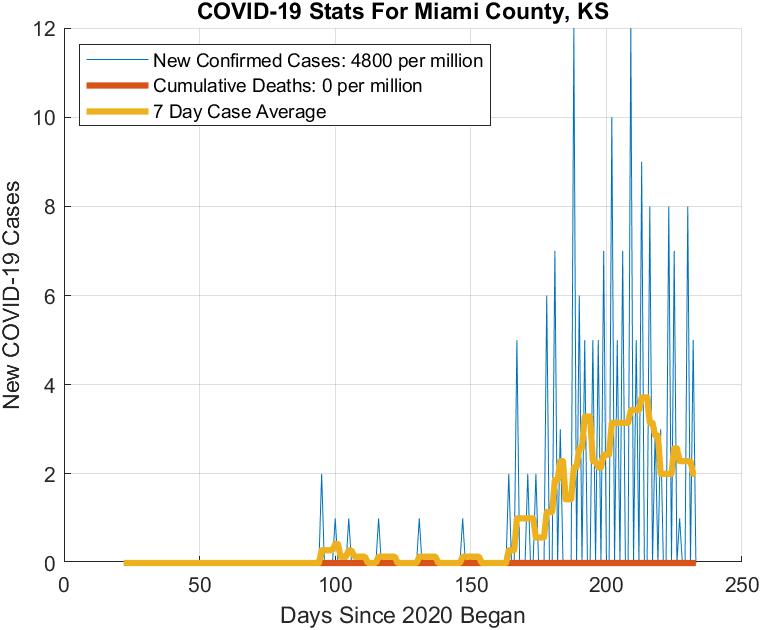 COVID-19 Stats For Miami County, KS
New Confirmed Cases: 4800 per million
Cumulative Deaths: 0 per million
7 Day Case Average
New COVID-19 Cases
12
10
8
6
4
2
0
0 50 100 150 200 250
Days Since 2020 Began